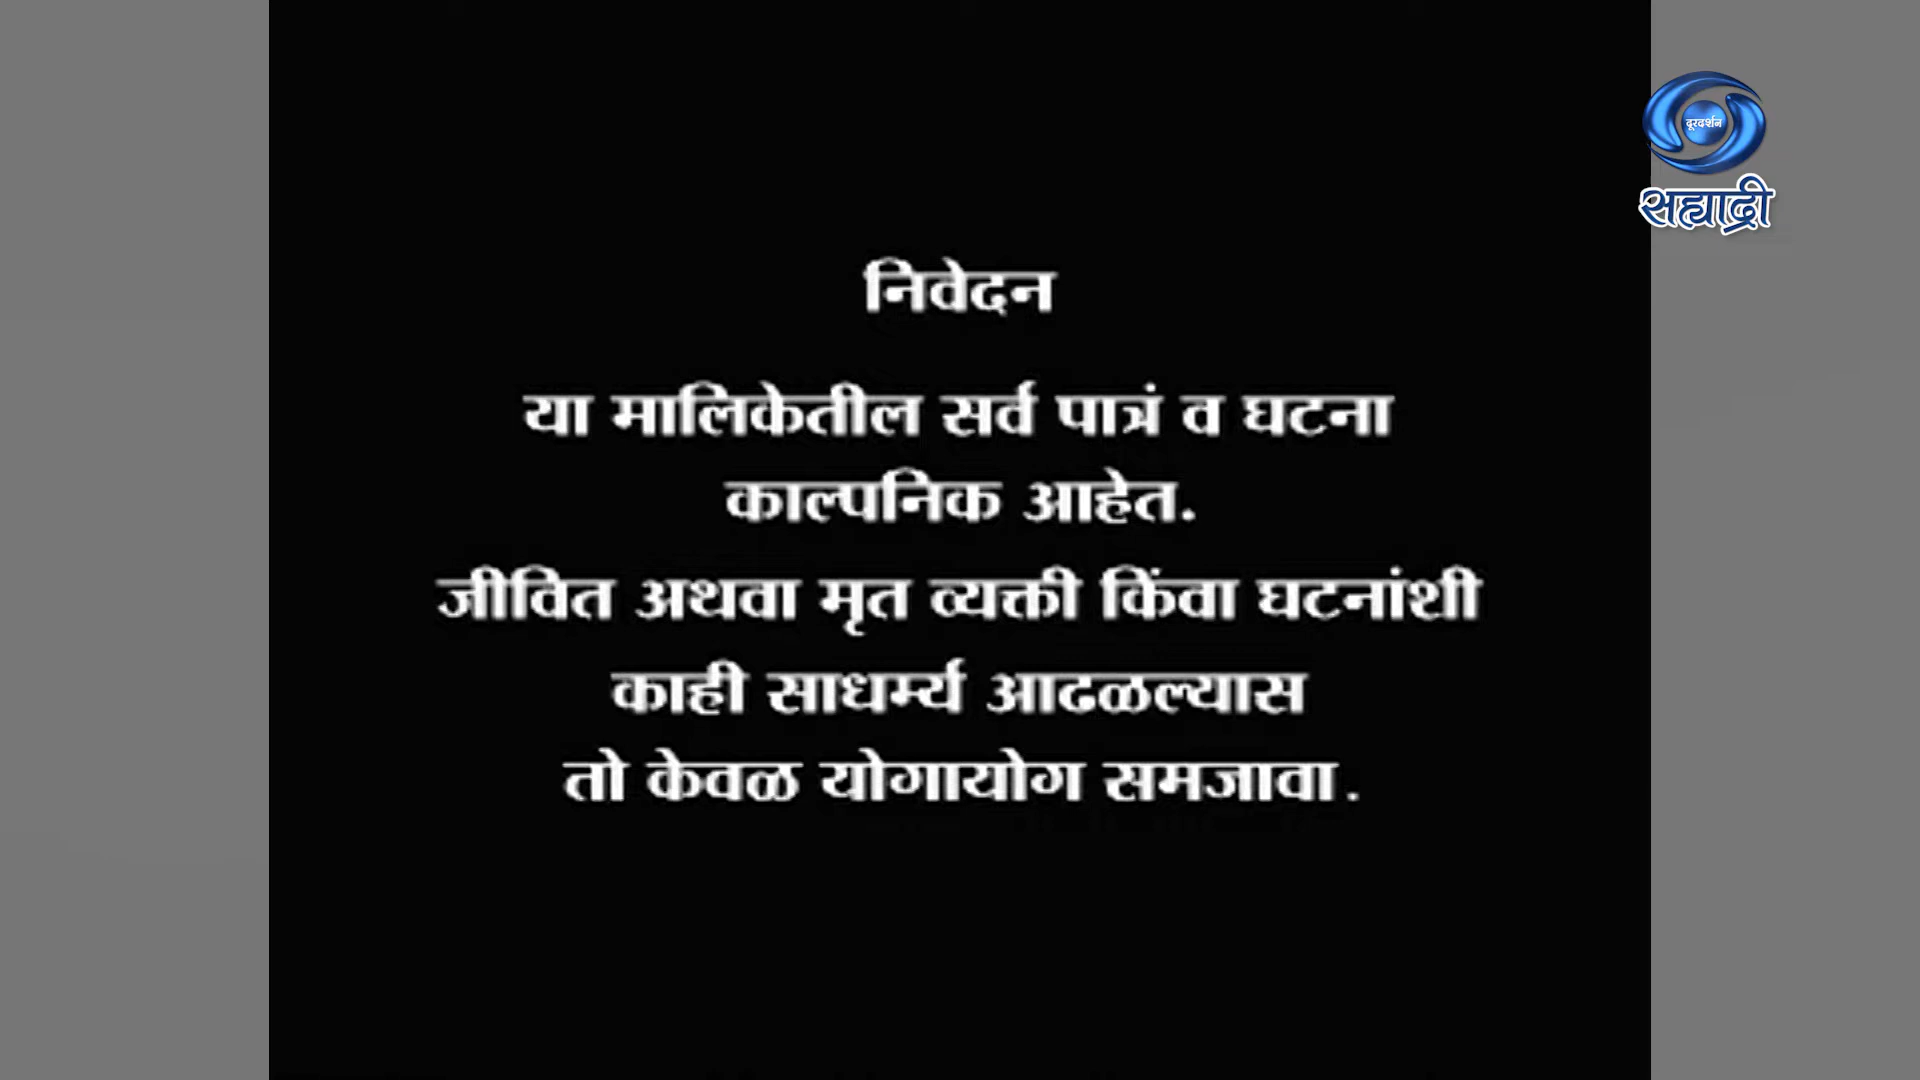 दूरदर्शन
सह्याद्री
निवेदन
या मालिकेतील सर्व पात्रं व घटना
काल्पनिक आहेत.
जीवित अथवा मृत व्यक्ती किंवा घटनांशी
काही साधर्म्य आढळल्यास
तो केवळ योगायोग समजावा.